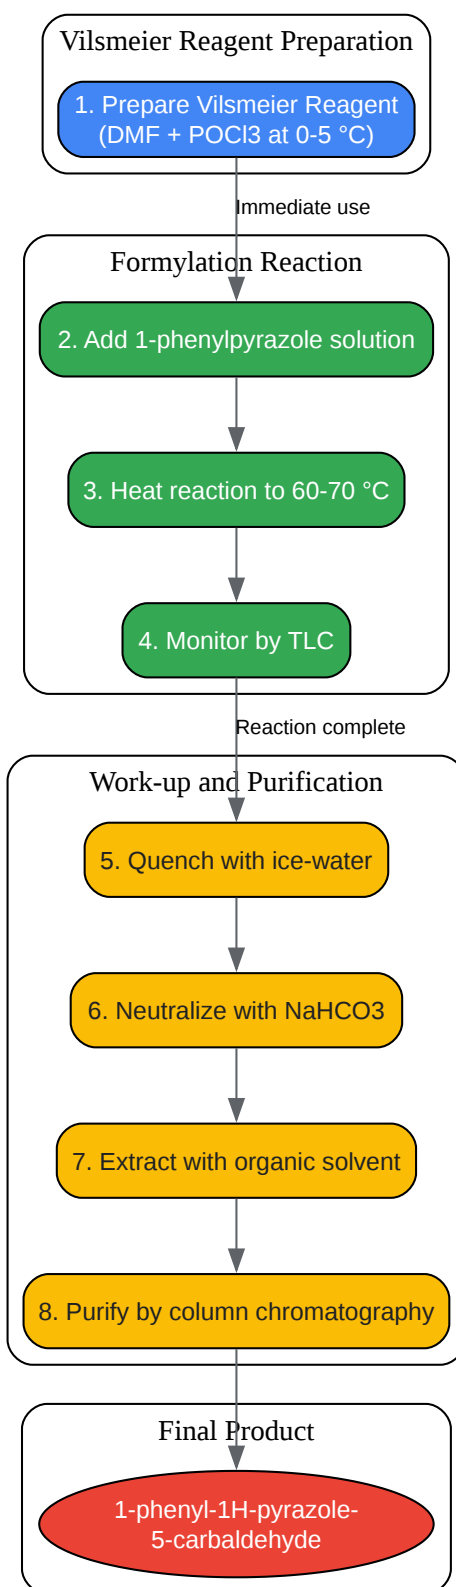 Vilsmeier Reagent Preparation
1. Prepare Vilsmeier Reagent
(DMF + POCl3 at 0-5 °C)
Immediate use
Formylation Reaction
2. Add 1-phenylpyrazole solution
3. Heat reaction to 60-70 °C
4. Monitor by TLC
Reaction complete
Work-up and Purification
5. Quench with ice-water
6. Neutralize with NaHCO3
7. Extract with organic solvent
8. Purify by column chromatography
Final Product
1-phenyl-1H-pyrazole-
5-carbaldehyde